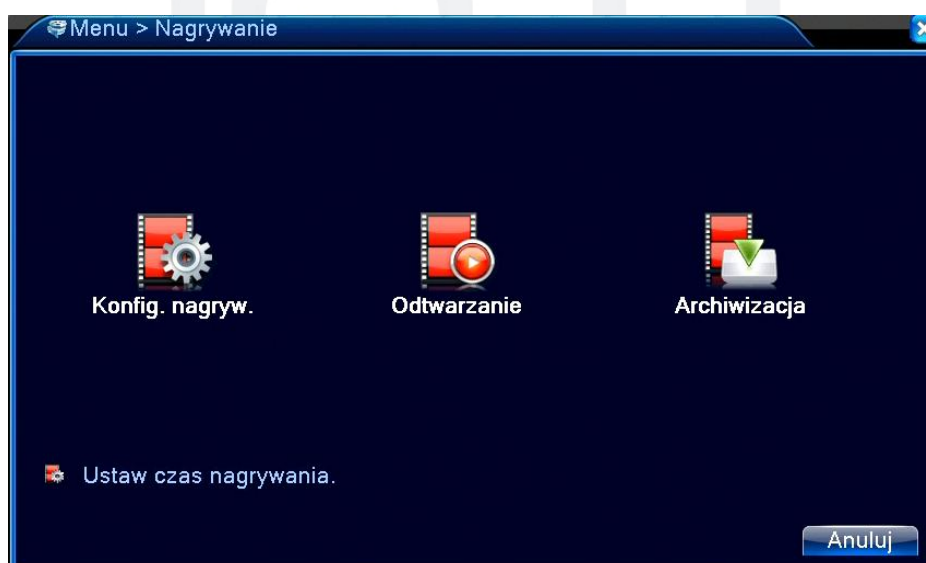 Menu > Nagrywanie
Konfig. nagryw.
Odtwarzanie
Archiwizacja
Ustaw czas nagrywania.
Anuluj